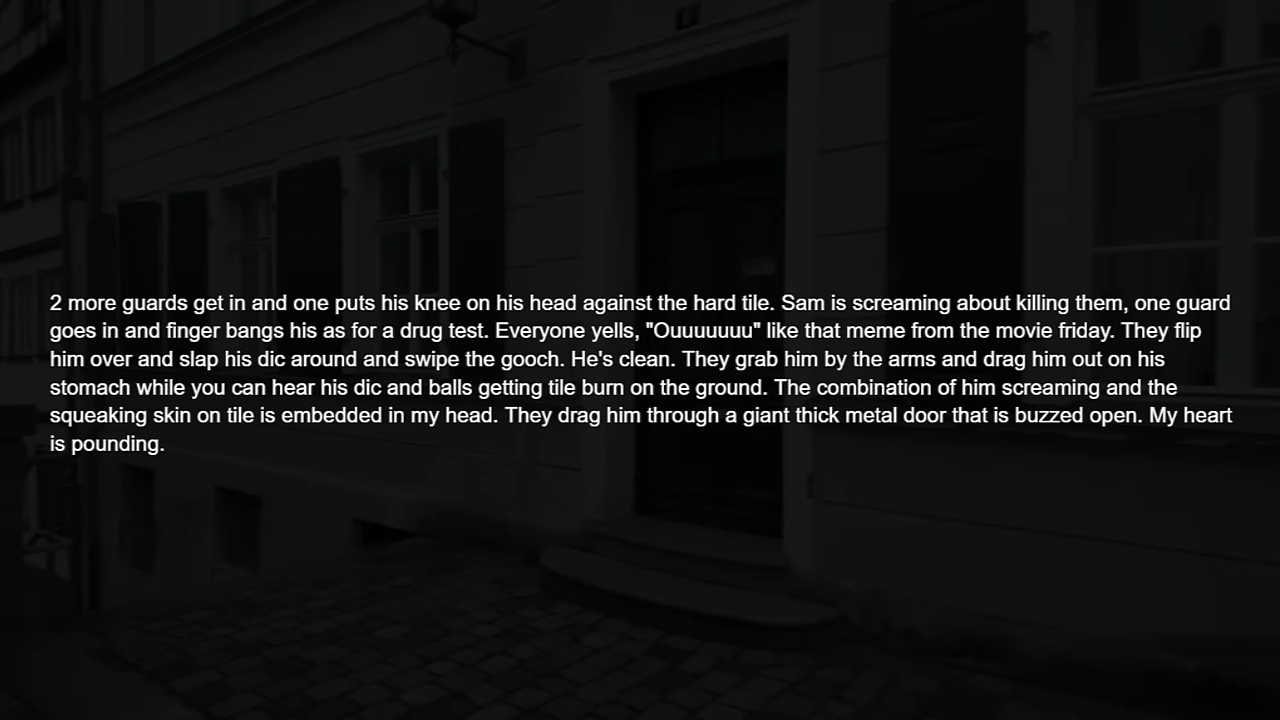 2 more guards get in and one puts his knee on his head against the hard tile. Sam is screaming about killing them, one guard
goes in and finger bangs his as for a drug test. Everyone yells, "Ouuuuuuu" like that meme from the movie friday. They flip
him over and slap his dic around and swipe the gooch. He's clean. They grab him by the arms and drag him out on his
stomach while you can hear his dic and balls getting tile burn on the ground. The combination of him screaming and the
squeaking skin on tile is embedded in my head. They drag him through a giant thick metal door that is buzzed open. My heart
is pounding.